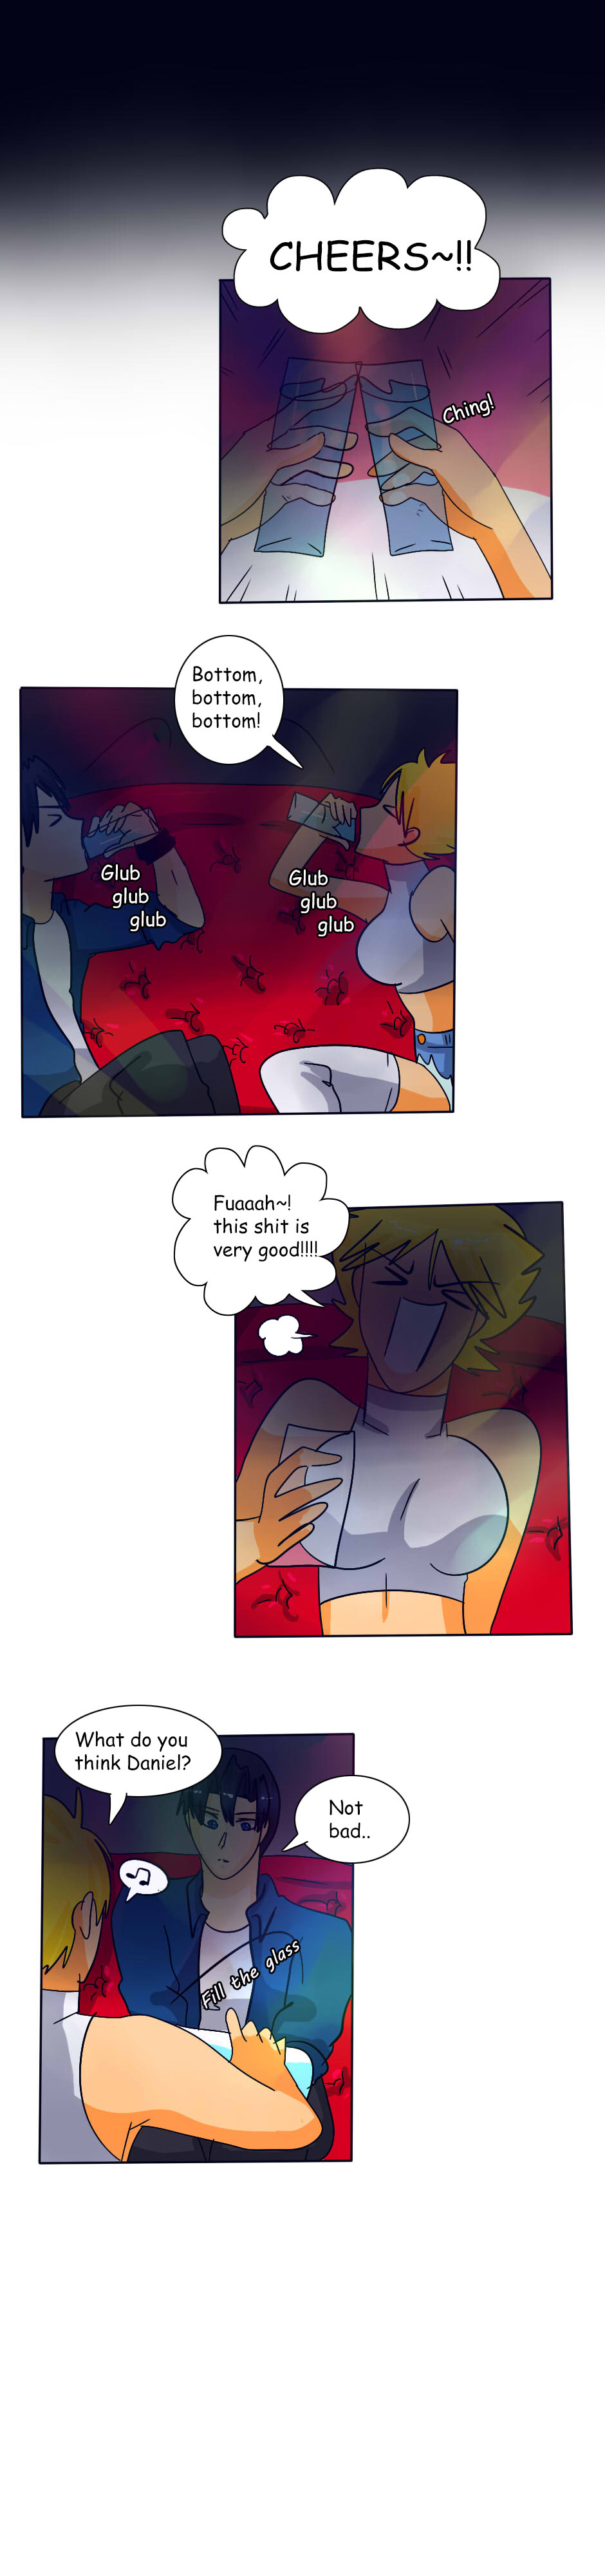 CHEERS~!!
Ching!
Bottom,
bottom,
bottom!
Glub
glub
glub
Glub
glub
glub
Fuaaah~!
this shit is
very good!!!!
What do you
think Daniel?
Not
bad..
Fill the glass